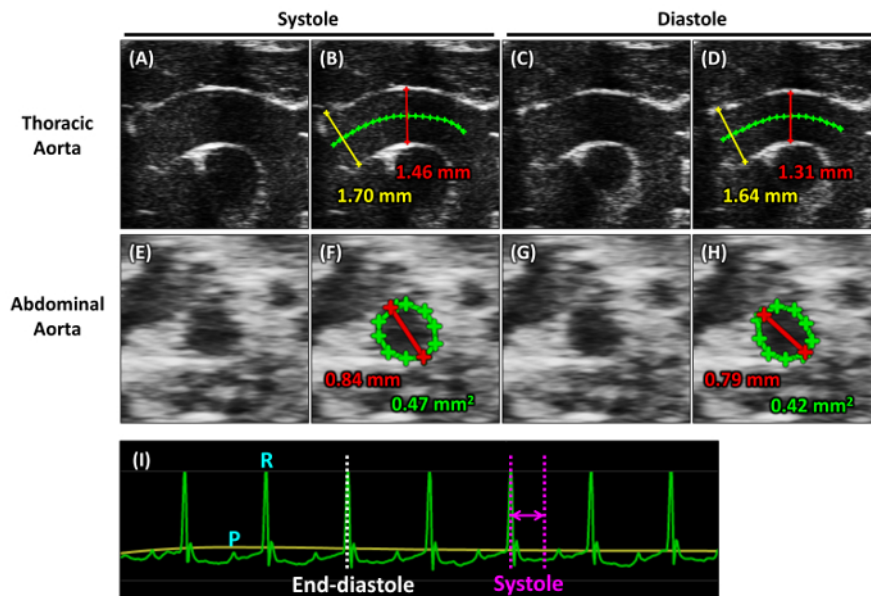 Systole Diastole
Thoracic
Aorta
(A) (B) (C) (D)
1.46 mm 1.31 mm
1.70 mm 1.64 mm
Abdominal
Aorta
(E) (F) (G) (H)
0.84 mm 0.79 mm
0.47 mm² 0.42 mm²
(I)
R
P
End-diastole Systole